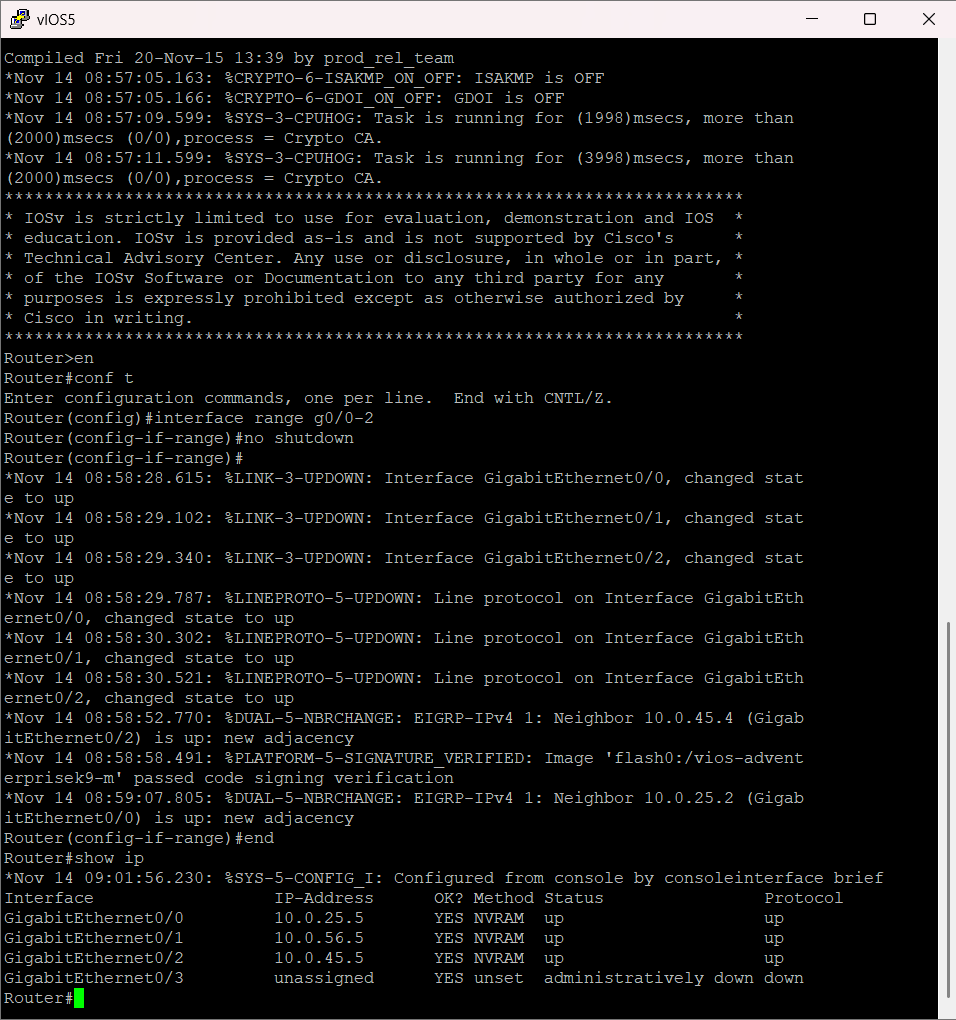 vIOS5
Compiled Fri 20-Nov-15 13:39 by prod_rel_team
*Nov 14 08:57:05.163: %CRYPTO-6-ISAKMP_ON_OFF: ISAKMP is OFF
*Nov 14 08:57:05.166: %CRYPTO-6-GDOI_ON_OFF: GDOI is OFF
*Nov 14 08:57:09.599: %SYS-3-CPUHOG: Task is running for (1998)msecs, more than
(2000)msecs (0/0),process = Crypto CA.
*Nov 14 08:57:11.599: %SYS-3-CPUHOG: Task is running for (3998)msecs, more than
(2000)msecs (0/0),process = Crypto CA.
**************************************************************************
* IOSv is strictly limited to use for evaluation, demonstration and IOS  *
* education. IOSv is provided as-is and is not supported by Cisco's      *
* Technical Advisory Center. Any use or disclosure, in whole or in part, *
* of the IOSv Software or Documentation to any third party for any       *
* purposes is expressly prohibited except as otherwise authorized by     *
* Cisco in writing.                                                      *
**************************************************************************
Router>en
Router#conf t
Enter configuration commands, one per line.  End with CNTL/Z.
Router(config)#interface range g0/0-2
Router(config-if-range)#no shutdown
Router(config-if-range)#
*Nov 14 08:58:28.615: %LINK-3-UPDOWN: Interface GigabitEthernet0/0, changed stat
e to up
*Nov 14 08:58:29.102: %LINK-3-UPDOWN: Interface GigabitEthernet0/1, changed stat
e to up
*Nov 14 08:58:29.340: %LINK-3-UPDOWN: Interface GigabitEthernet0/2, changed stat
e to up
*Nov 14 08:58:29.787: %LINEPROTO-5-UPDOWN: Line protocol on Interface GigabitEth
ernet0/0, changed state to up
*Nov 14 08:58:30.302: %LINEPROTO-5-UPDOWN: Line protocol on Interface GigabitEth
ernet0/1, changed state to up
*Nov 14 08:58:30.521: %LINEPROTO-5-UPDOWN: Line protocol on Interface GigabitEth
ernet0/2, changed state to up
*Nov 14 08:58:52.770: %DUAL-5-NBRCHANGE: EIGRP-IPv4 1: Neighbor 10.0.45.4 (Gigab
itEthernet0/2) is up: new adjacency
*Nov 14 08:58:58.491: %PLATFORM-5-SIGNATURE_VERIFIED: Image 'flash0:/vios-advent
erprisek9-m' passed code signing verification
*Nov 14 08:59:07.805: %DUAL-5-NBRCHANGE: EIGRP-IPv4 1: Neighbor 10.0.25.2 (Gigab
itEthernet0/0) is up: new adjacency
Router(config-if-range)#end
Router#show ip
*Nov 14 09:01:56.230: %SYS-5-CONFIG_I: Configured from console by consoleinterface brief
Interface                  IP-Address      OK? Method Status                Protocol
GigabitEthernet0/0         10.0.25.5       YES NVRAM  up                    up
GigabitEthernet0/1         10.0.56.5       YES NVRAM  up                    up
GigabitEthernet0/2         10.0.45.5       YES NVRAM  up                    up
GigabitEthernet0/3         unassigned      YES unset  administratively down down
Router#